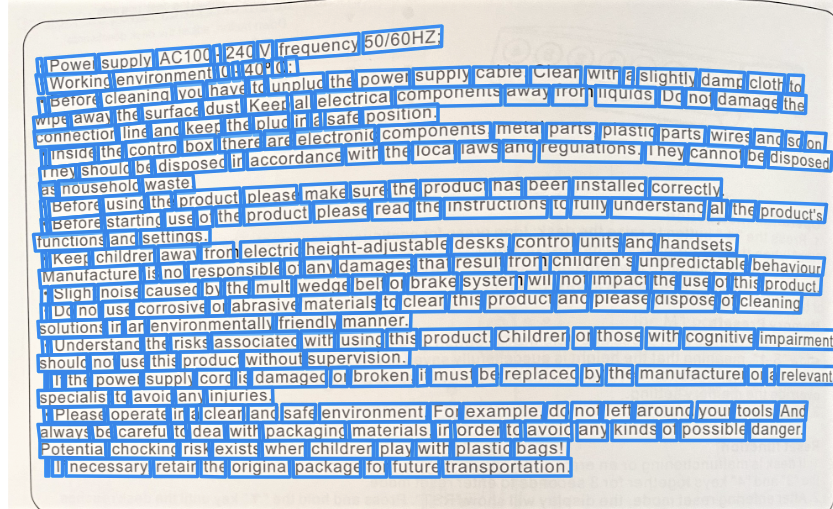 * Power supply AC100-240 V, frequency 50/60HZ;
* Working environment 0-40°C;
* Before cleaning you have to unplug the power supply cable. Clean with a slightly damp cloth to
wipe away the surface dust. Keep all electrical components away from liquids. Do not damage the
connection line and keep the plug in a safe position.
* Inside the control box there are electronic components, metal parts, plastic parts, wires and so on.
They should be disposed in accordance with the local laws and regulations. They cannot be disposed
as household waste.
* Before using the product, please make sure the product has been installed correctly.
* Before starting use of the product, please read the instructions to fully understand all the product's
functions and settings.
* Keep children away from electric height-adjustable desks, control units and handsets.
Manufacturer is not responsible of any damages that result from children's unpredictable behaviour.
* Slight noise caused by the multi wedge belt or brake system will not impact the use of this product.
* Do not use corrosive or abrasive materials to clean this product and please dispose of cleaning
solutions in an environmentally friendly manner.
* Understand the risks associated with using this product. Children or those with cognitive impairment
should not use this product without supervision.
* If the power supply cord is damaged or broken, it must be replaced by the manufacturer or a relevant
specialist to avoid any injuries.
* Please operate in a clear and safe environment. For example, do not left around your tools. And
always be careful to deal with packaging materials, in order to avoid any kinds of possible danger.
Potential chocking risk exists when children play with plastic bags!
* If necessary, retain the original package for future transportation.